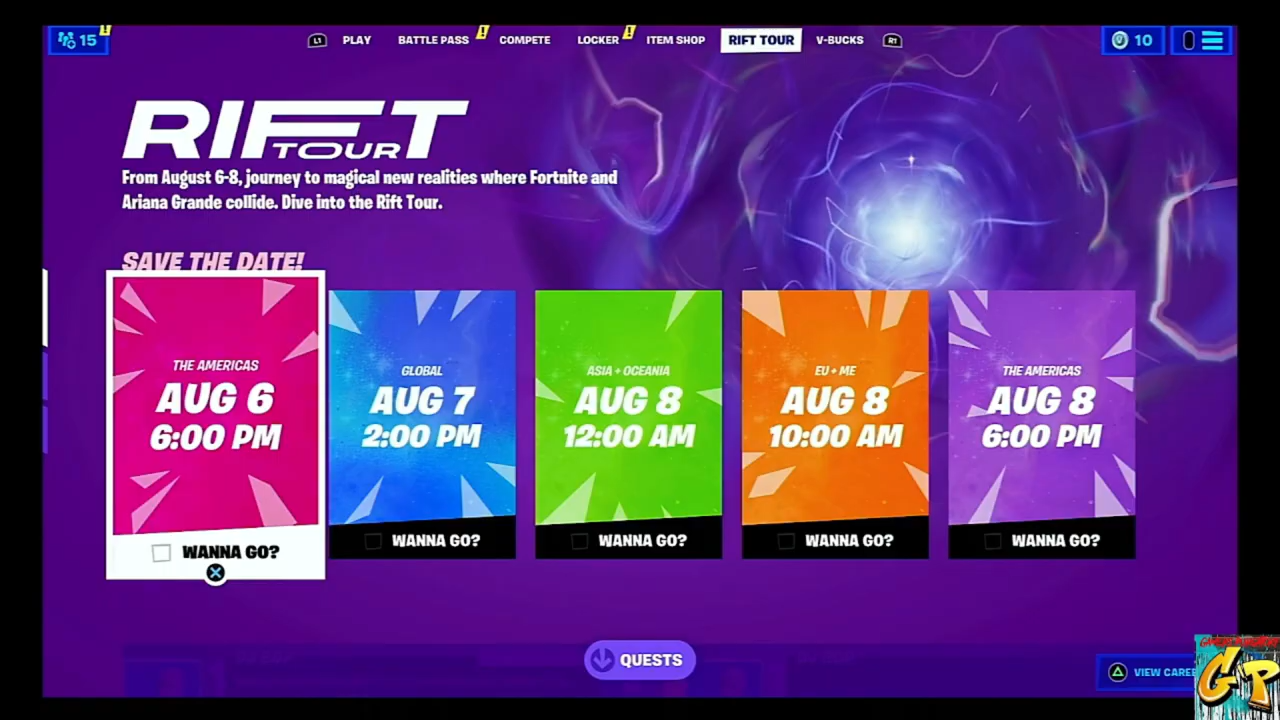 15
L1
PLAY
BATTLE PASS
COMPETE
LOCKER
ITEM SHOP
RIFT TOUR
V-BUCKS
R1
10
RIFT
TOUR
From August 6-8, journey to magical new realities where Fortnite and
Ariana Grande collide. Dive into the Rift Tour.
SAVE THE DATE!
THE AMERICAS
AUG 6
6:00 PM
WANNA GO?
GLOBAL
AUG 7
2:00 PM
WANNA GO?
ASIA + OCEANIA
AUG 8
12:00 AM
WANNA GO?
EU + ME
AUG 8
10:00 AM
WANNA GO?
THE AMERICAS
AUG 8
6:00 PM
WANNA GO?
QUESTS
VIEW CAREE
GP